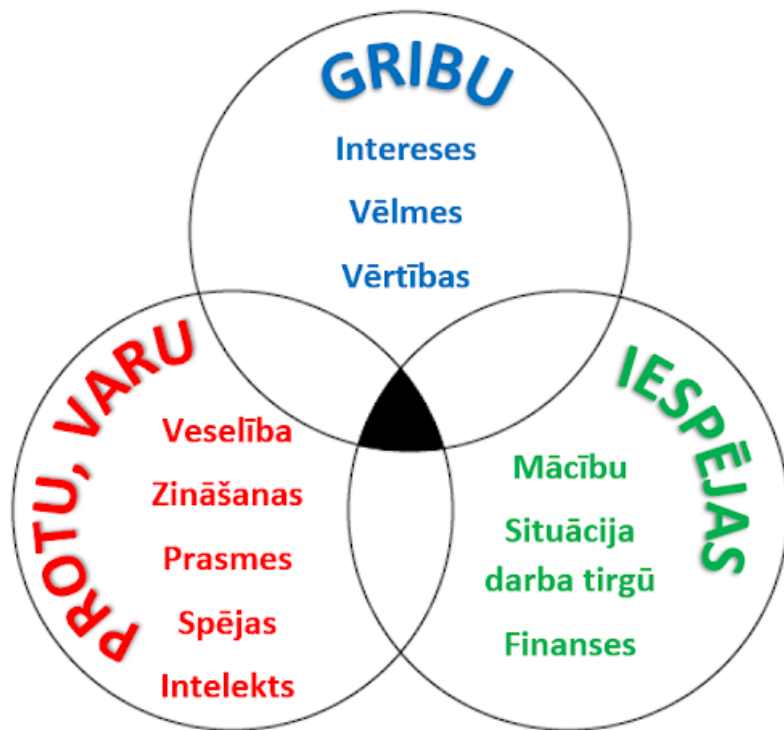 GRIBU
Intereses
Vēlmes
Vērtības
PROTU, VARU
Veselība
Zināšanas
Prasmes
Spējas
Intelekts
IESPĒJAS
Mācību
Situācija
darba tirgū
Finanses